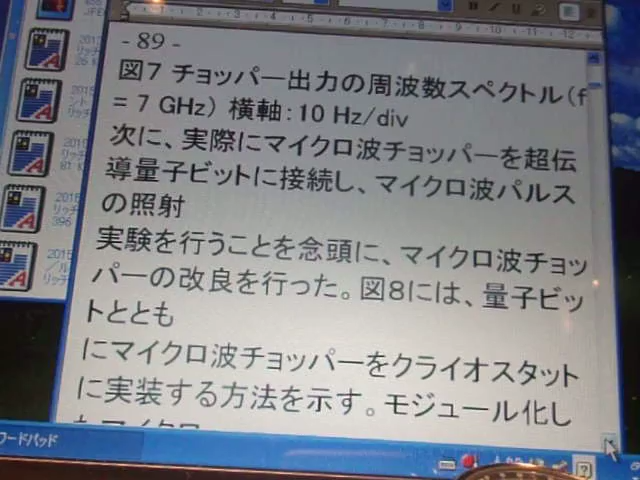 - 89 -
図7 チョッパー出力の周波数スペクトル（f
= 7 GHz） 横軸：10 Hz/div
次に、実際にマイクロ波チョッパーを超伝
導量子ビットに接続し、マイクロ波パルス
の照射
実験を行うことを念頭に、マイクロ波チョッ
パーの改良を行った。図8には、量子ビッ
トととも
にマイクロ波チョッパーをクライオスタット
に実装する方法を示す。モジュール化し
たマイクロ
ワードパッド